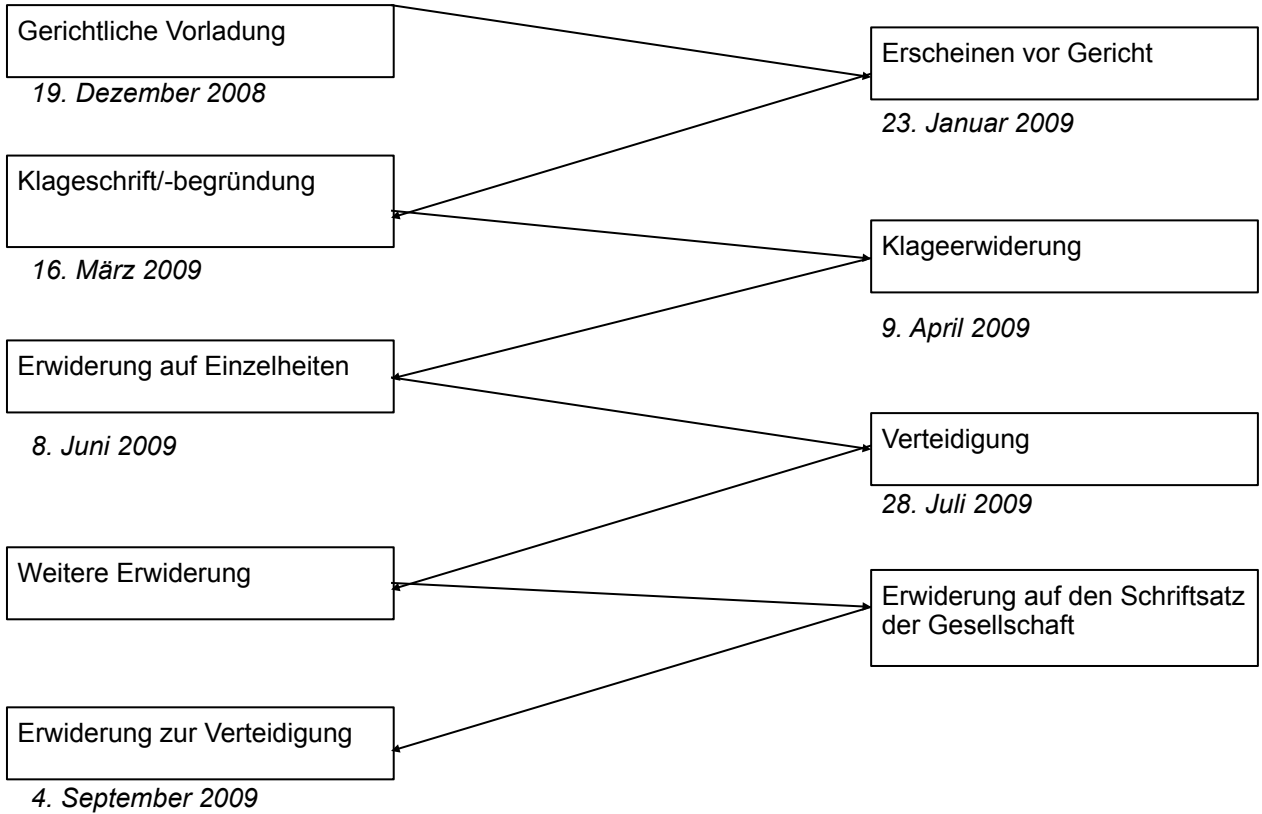 Gerichtliche Vorladung
19. Dezember 2008
Erscheinen vor Gericht
23. Januar 2009
Klageschrift/-begründung
16. März 2009
Klageerwiderung
9. April 2009
Erwiderung auf Einzelheiten
8. Juni 2009
Verteidigung
28. Juli 2009
Weitere Erwiderung
Erwiderung auf den Schriftsatz
der Gesellschaft
Erwiderung zur Verteidigung
4. September 2009